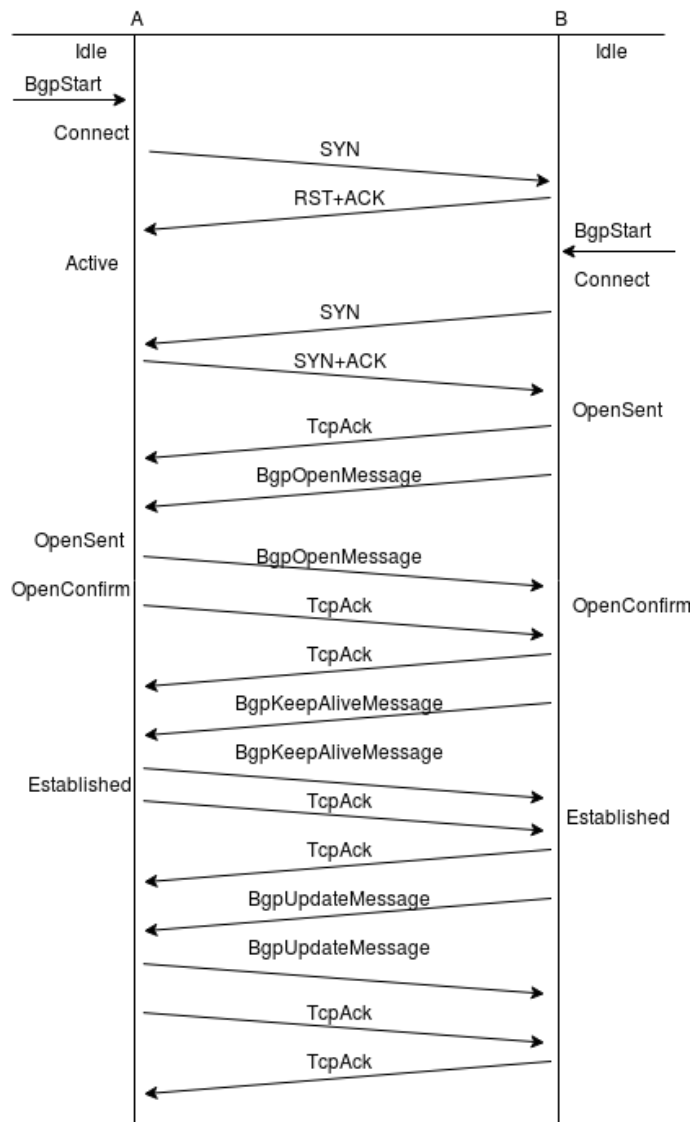 A
B
Idle
Idle
BgpStart
Connect
SYN
RST+ACK
BgpStart
Active
Connect
SYN
SYN+ACK
OpenSent
TcpAck
BgpOpenMessage
OpenSent
BgpOpenMessage
OpenConfirm
TcpAck
OpenConfirm
TcpAck
BgpKeepAliveMessage
BgpKeepAliveMessage
Established
TcpAck
Established
TcpAck
BgpUpdateMessage
BgpUpdateMessage
TcpAck
TcpAck